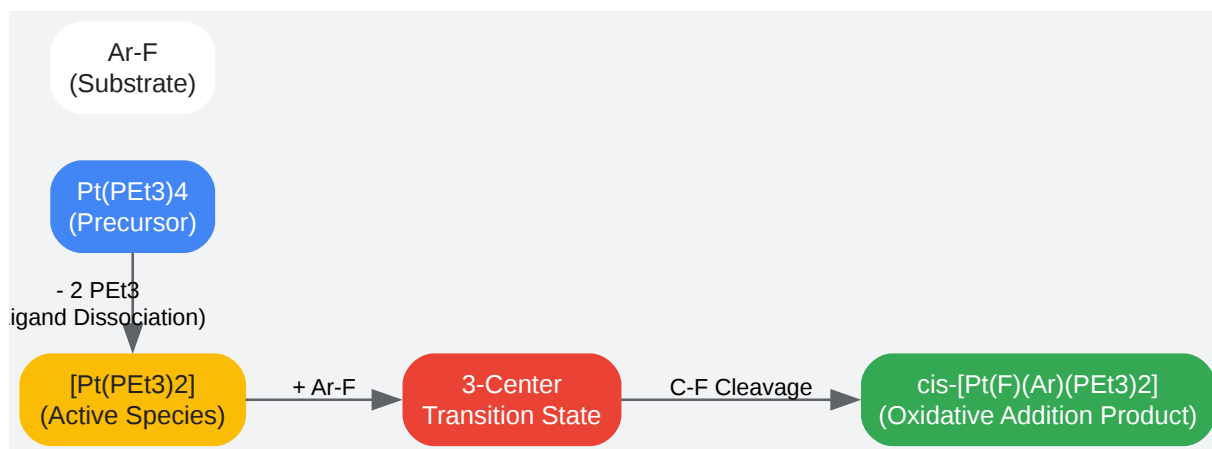 Ar-F
(Substrate)
Pt(PEt3)4
(Precursor)
- 2 PEt3
igand Dissociation)
[Pt(PEt3)2]
(Active Species)
+ Ar-F
3-Center
Transition State
C-F Cleavage
cis-[Pt(F)(Ar)(PEt3)2]
(Oxidative Addition Product)